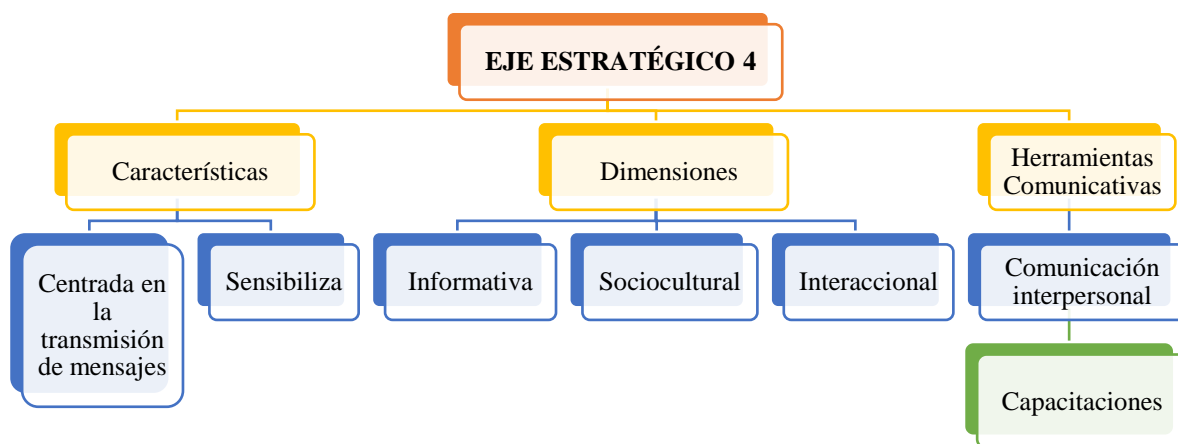 EJE ESTRATÉGICO 4
Característícas
Dimensiones
Herramientas
Comunicativas
Centrada en
la
transmisión
de mensajes
Sensibiliza
Informativa
Sociocultural
Interaccional
Comunicación
interpersonal
Capacitaciones